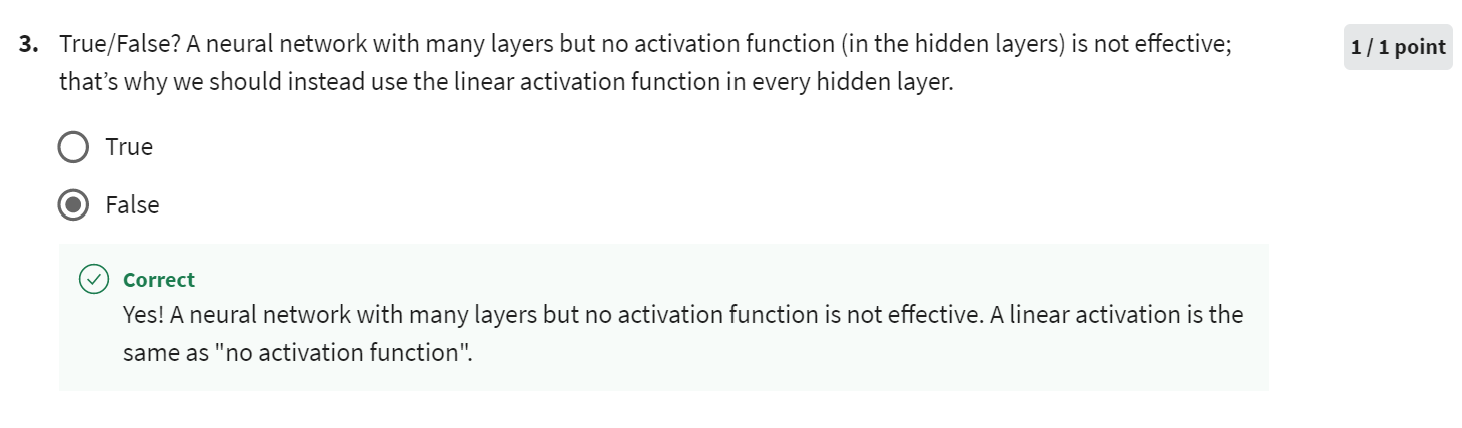 3. True/False? A neural network with many layers but no activation function (in the hidden layers) is not effective; 1 / 1 point
that’s why we should instead use the linear activation function in every hidden layer.
True
False
Correct
Yes! A neural network with many layers but no activation function is not effective. A linear activation is the
same as "no activation function".